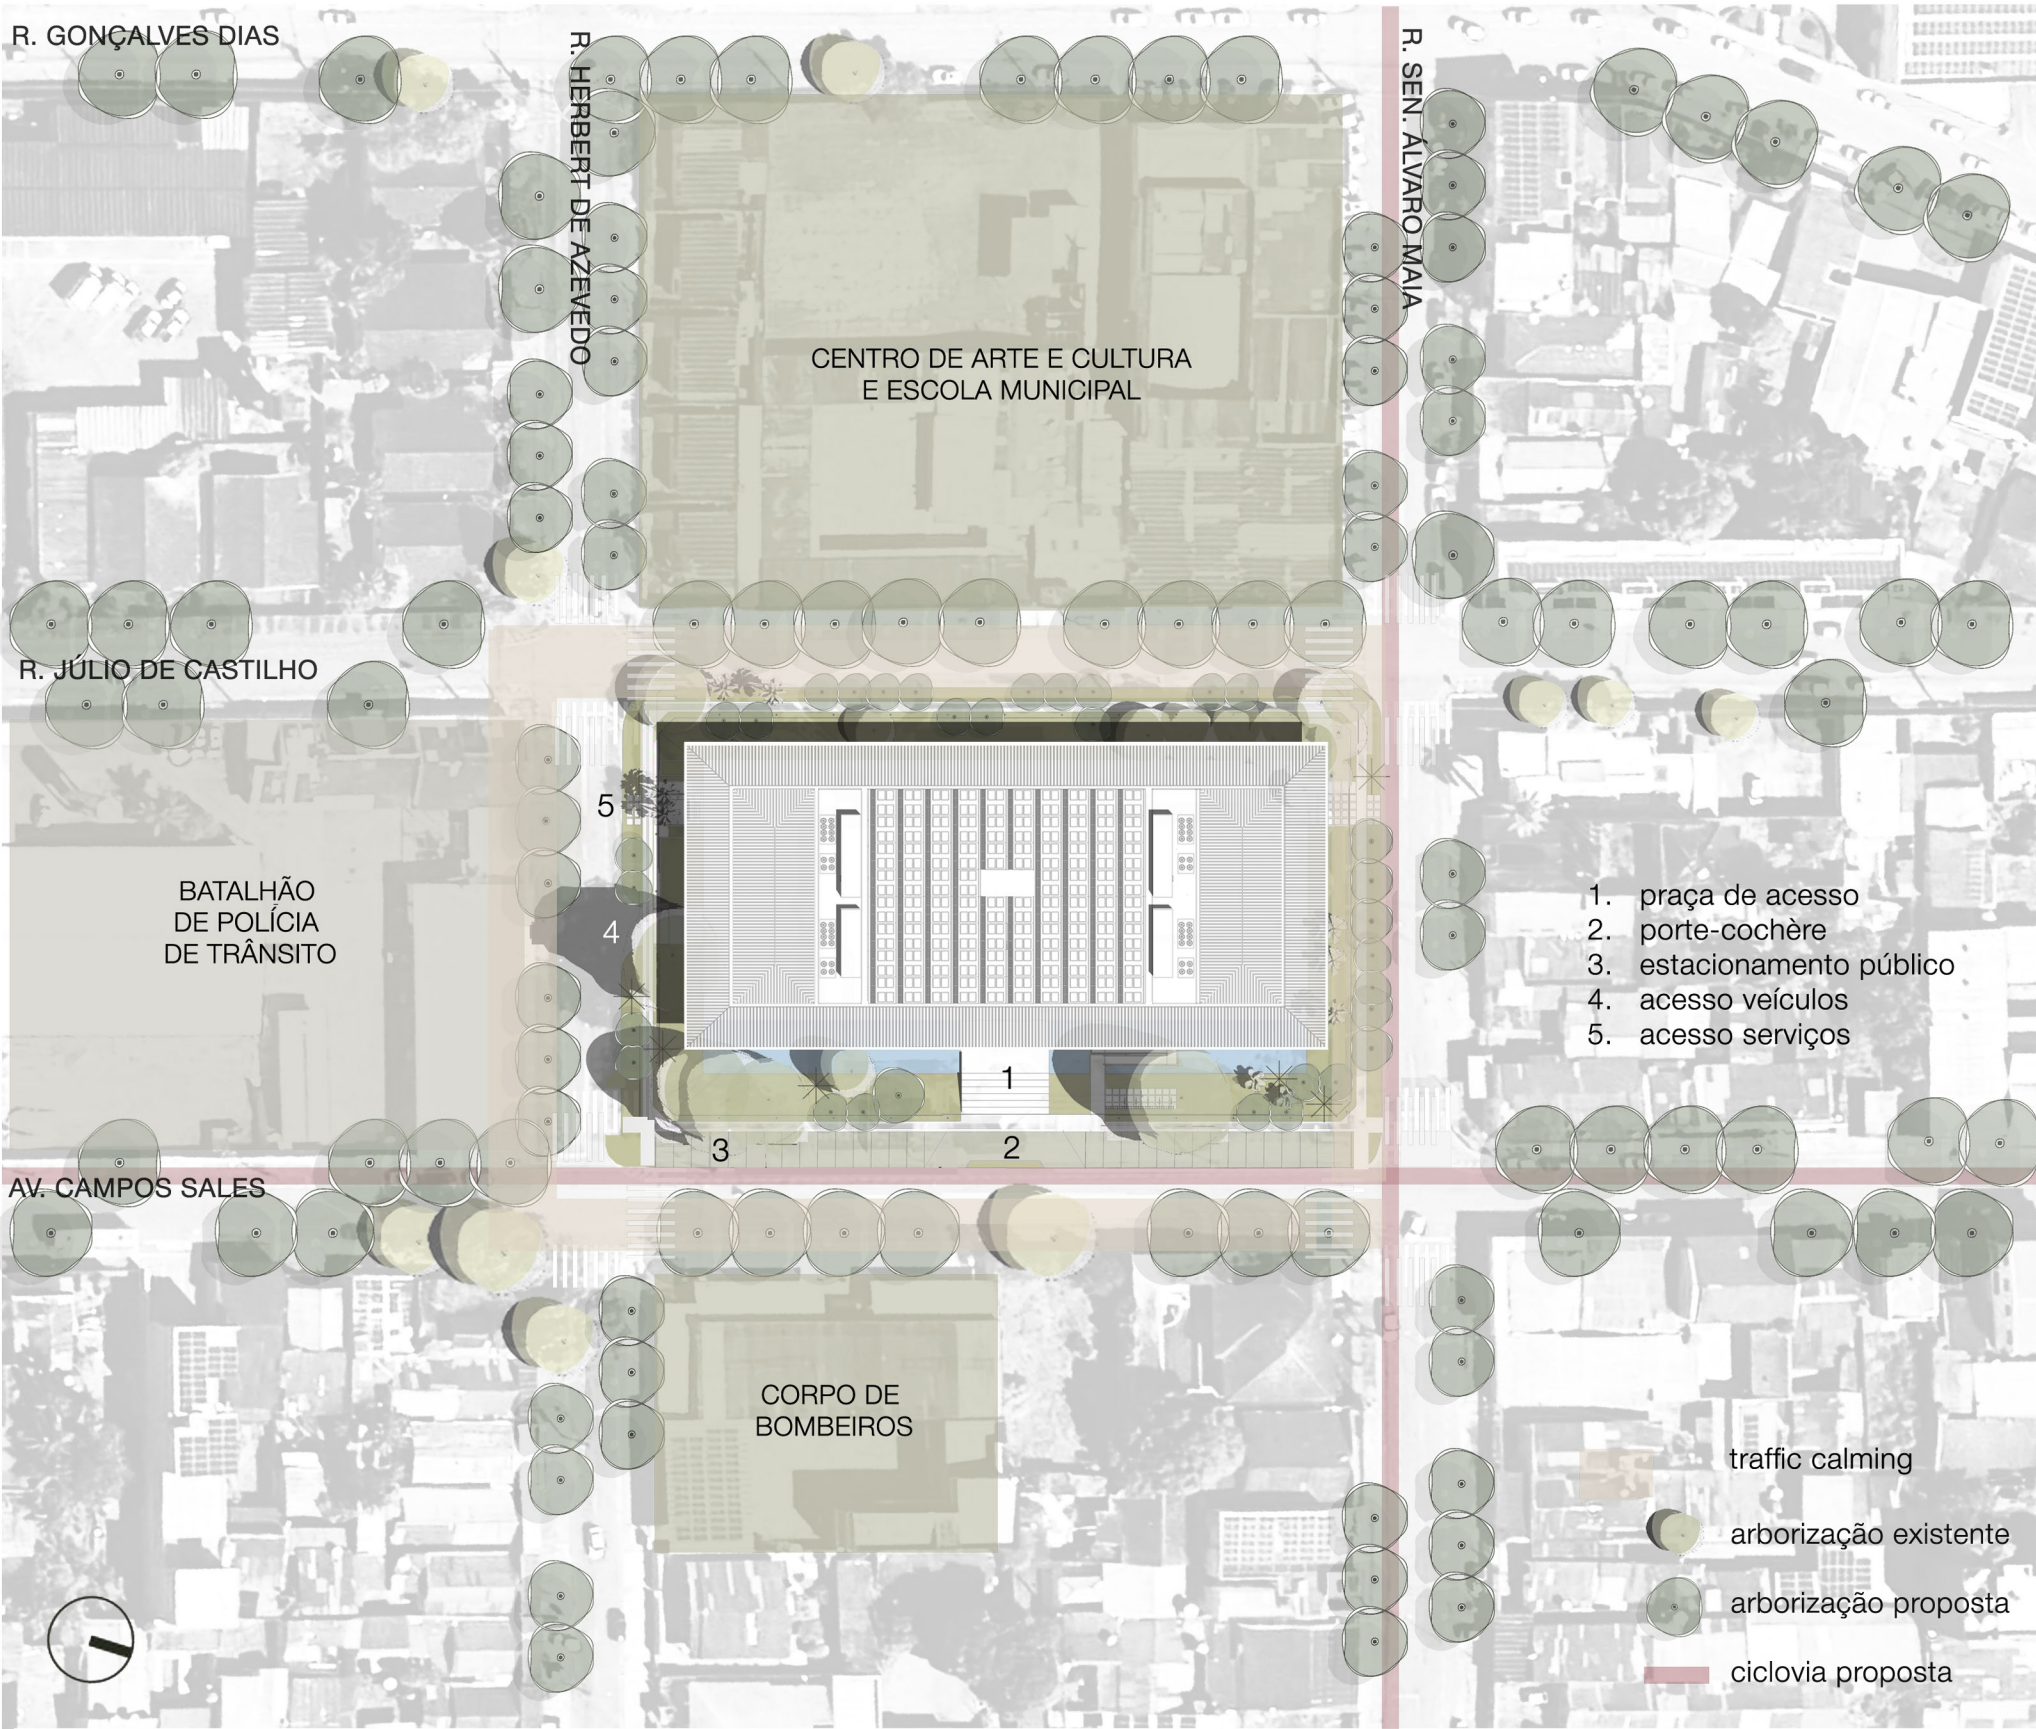 R. GONÇALVES DIAS
R. HERBERT DE AZEVEDO
R. SEN. ÁLVARO MAIA
CENTRO DE ARTE E CULTURA
E ESCOLA MUNICIPAL
R. JÚLIO DE CASTILHO
5
BATALHÃO
DE POLÍCIA
DE TRÂNSITO
4
1. praça de acesso
2. porte-cochère
3. estacionamento público
4. acesso veículos
5. acesso serviços
1
3
2
AV. CAMPOS SALES
CORPO DE
BOMBEIROS
traffic calming
arborização existente
arborização proposta
ciclovia proposta